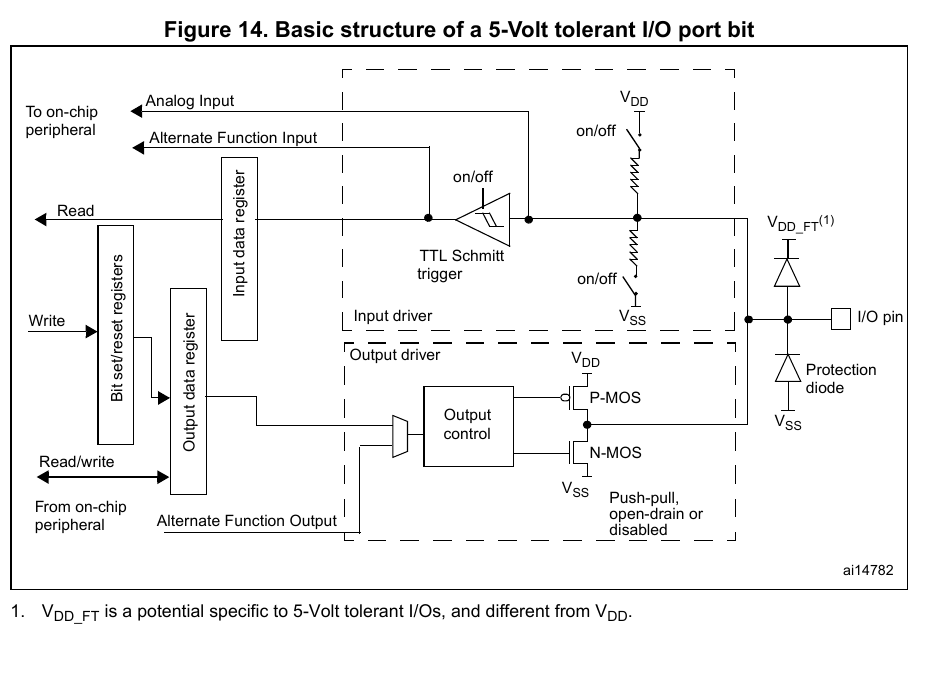 Figure 14. Basic structure of a 5-Volt tolerant I/O port bit
To on-chip
peripheral
Analog Input
Alternate Function Input
Read
Input data register
on/off
TTL Schmitt
trigger
VDD
on/off
on/off
VSS
Input driver
VDD_FT(1)
I/O pin
Protection
diode
VSS
Write
Bit set/reset registers
Output data register
Read/write
From on-chip
peripheral
Alternate Function Output
Output driver
Output
control
VDD
P-MOS
N-MOS
VSS
Push-pull,
open-drain or
disabled
ai14782
1. VDD_FT is a potential specific to 5-Volt tolerant I/Os, and different from VDD.